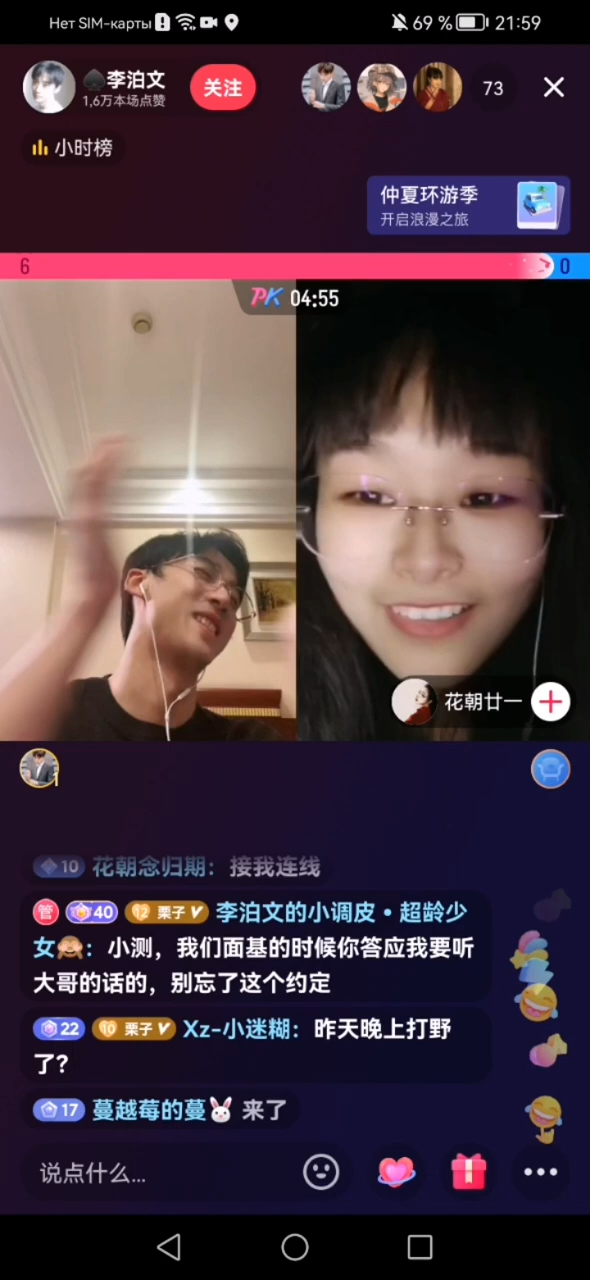 Нет SIM-карты 69 % 21:59
♠李泊文
1,6万本场点赞
关注
73
小时榜
仲夏环游季
开启浪漫之旅
6 0
PK 04:55
花朝廿一
10 花朝念归期：接我连线
管 40 12 栗子 V 李泊文的小调皮•超龄少
女🙈：小测，我们面基的时候你答应我要听
大哥的话的，别忘了这个约定
22 10 栗子 V Xz-小迷糊：昨天晚上打野
了？
17 蔓越莓的蔓🐰 来了
说点什么...